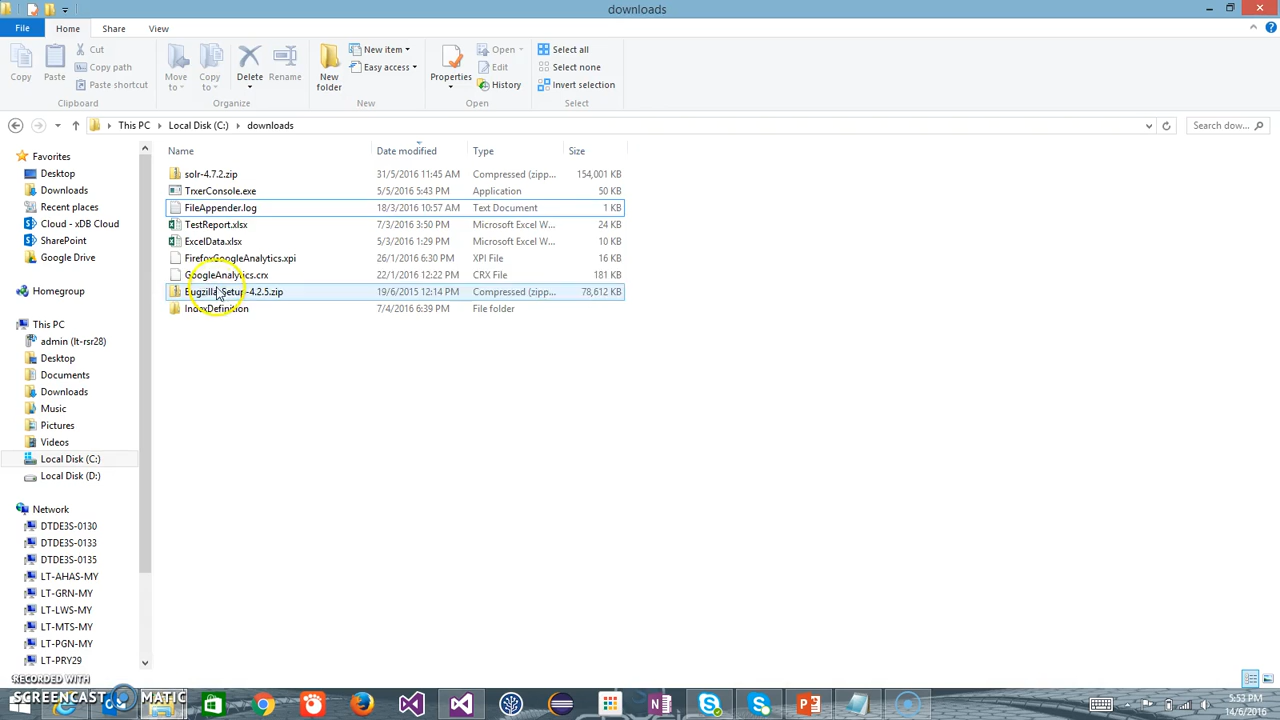 downloads
File Home Share View
Copy
Paste
Cut
Copy path
Paste shortcut
Clipboard
Move to
Copy to
Delete
Rename
Organize
New folder
New item
Easy access
New
Properties
Open
Edit
History
Open
Select all
Select none
Invert selection
Select
This PC Local Disk (C:) downloads
Search dow...
Favorites
Desktop
Downloads
Recent places
Cloud - xDB Cloud
SharePoint
Google Drive
Homegroup
This PC
admin (lt-rsr28)
Desktop
Documents
Downloads
Music
Pictures
Videos
Local Disk (C:)
Local Disk (D:)
Network
DTDE3S-0130
DTDE3S-0133
DTDE3S-0135
LT-AHAS-MY
LT-GRN-MY
LT-LWS-MY
LT-MTS-MY
LT-PGN-MY
LT-PRY29
Name Date modified Type Size
solr-4.7.2.zip 31/5/2016 11:45 AM Compressed (zipp... 154,001 KB
TrxerConsole.exe 5/5/2016 5:43 PM Application 50 KB
FileAppender.log 18/3/2016 10:57 AM Text Document 1 KB
TestReport.xlsx 7/3/2016 3:50 PM Microsoft Excel W... 24 KB
ExcelData.xlsx 5/3/2016 1:29 PM Microsoft Excel W... 10 KB
FirefoxGoogleAnalytics.xpi 26/1/2016 6:30 PM XPI File 16 KB
GoogleAnalytics.crx 22/1/2016 12:22 PM CRX File 181 KB
Bugzilla-Setup-4.2.5.zip 19/6/2015 12:14 PM Compressed (zipp... 78,612 KB
IndexDefinition 7/4/2016 6:39 PM File folder
RECORDED WITH
SCREENCAST MATIC
5:53 PM
14/6/2016